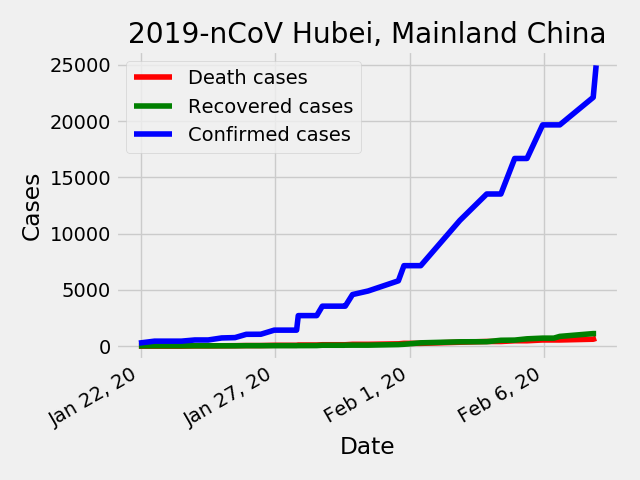 2019-nCoV Hubei, Mainland China
25000
20000
15000
10000
5000
0
Cases
Death cases
Recovered cases
Confirmed cases
Jan 22, 20
Jan 27, 20
Feb 1, 20
Feb 6, 20
Date